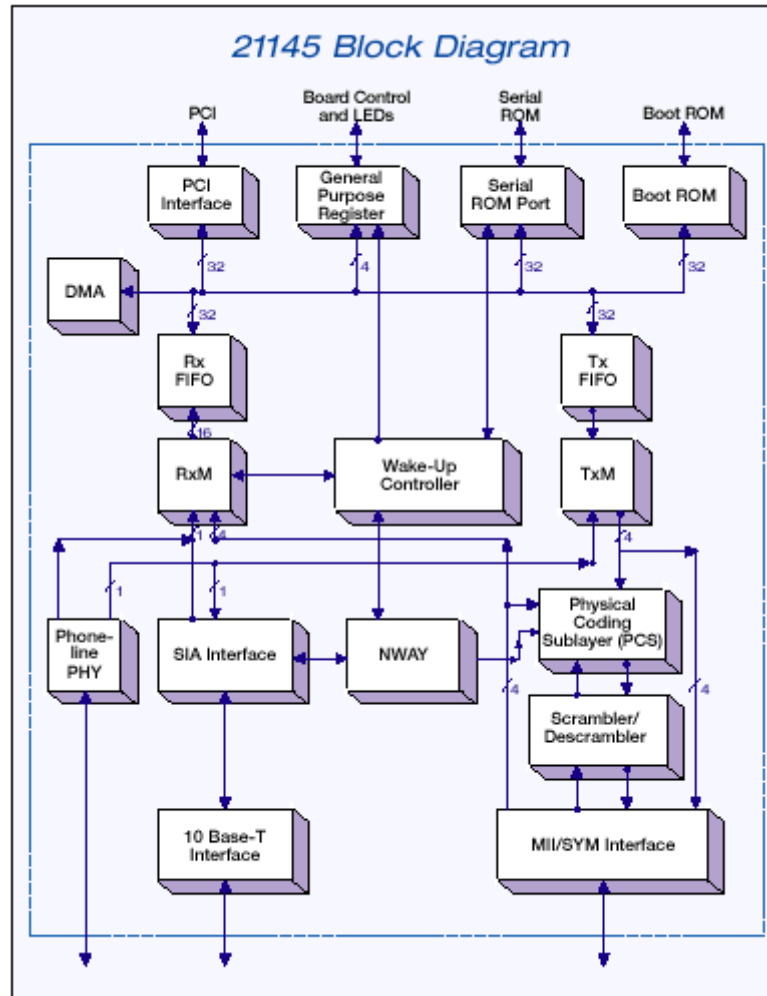 21145 Block Diagram
PCI
Board Control
and LEDs
Serial
ROM
Boot ROM
PCI
Interface
General
Purpose
Register
Serial
ROM Port
Boot ROM
32
4
32
32
DMA
32
32
Rx
FIFO
Tx
FIFO
16
RxM
Wake-Up
Controller
TxM
1
4
4
1
1
Phone-
line
PHY
SIA Interface
NWAY
Physical
Coding
Sublayer (PCS)
4
4
Scrambler/
Descrambler
10 Base-T
Interface
MII/SYM Interface